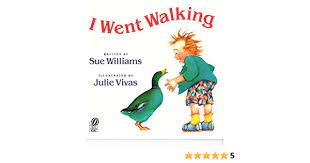 I Went Walking
WRITTEN BY
Sue Williams
ILLUSTRATED BY
Julie Vivas
5